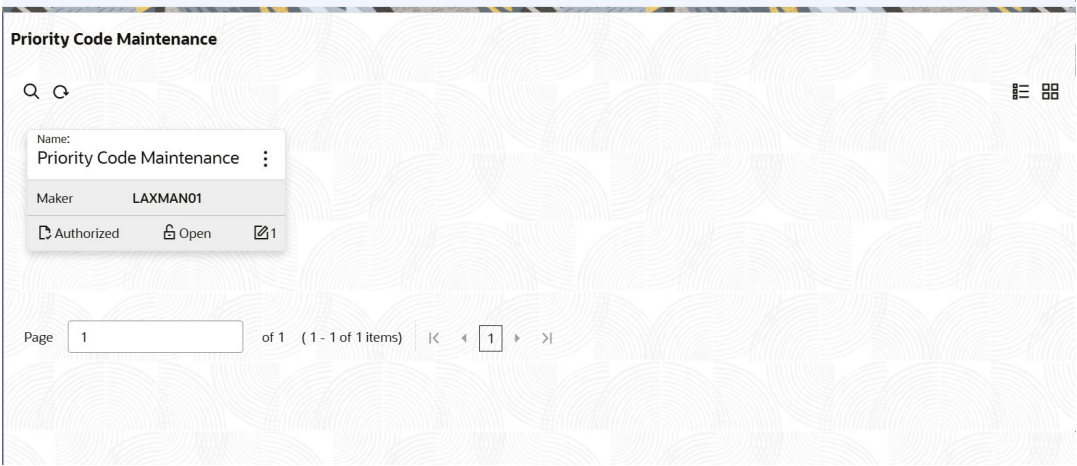 Priority Code Maintenance
Name:
Priority Code Maintenance
Maker LAXMAN01
Authorized Open 1
Page 1 of 1 ( 1 - 1 of 1 items) 1